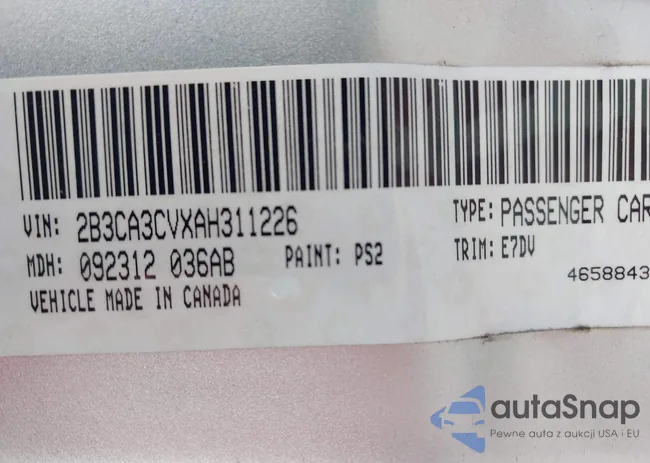 VIN: 2B3CA3CVXAH311226 TYPE: PASSENGER CAR
MDH: 092312 036AB PAINT: PS2 TRIM: E7DV
VEHICLE MADE IN CANADA 4658843
autaSnap
Pewne auta z aukcji USA i EU